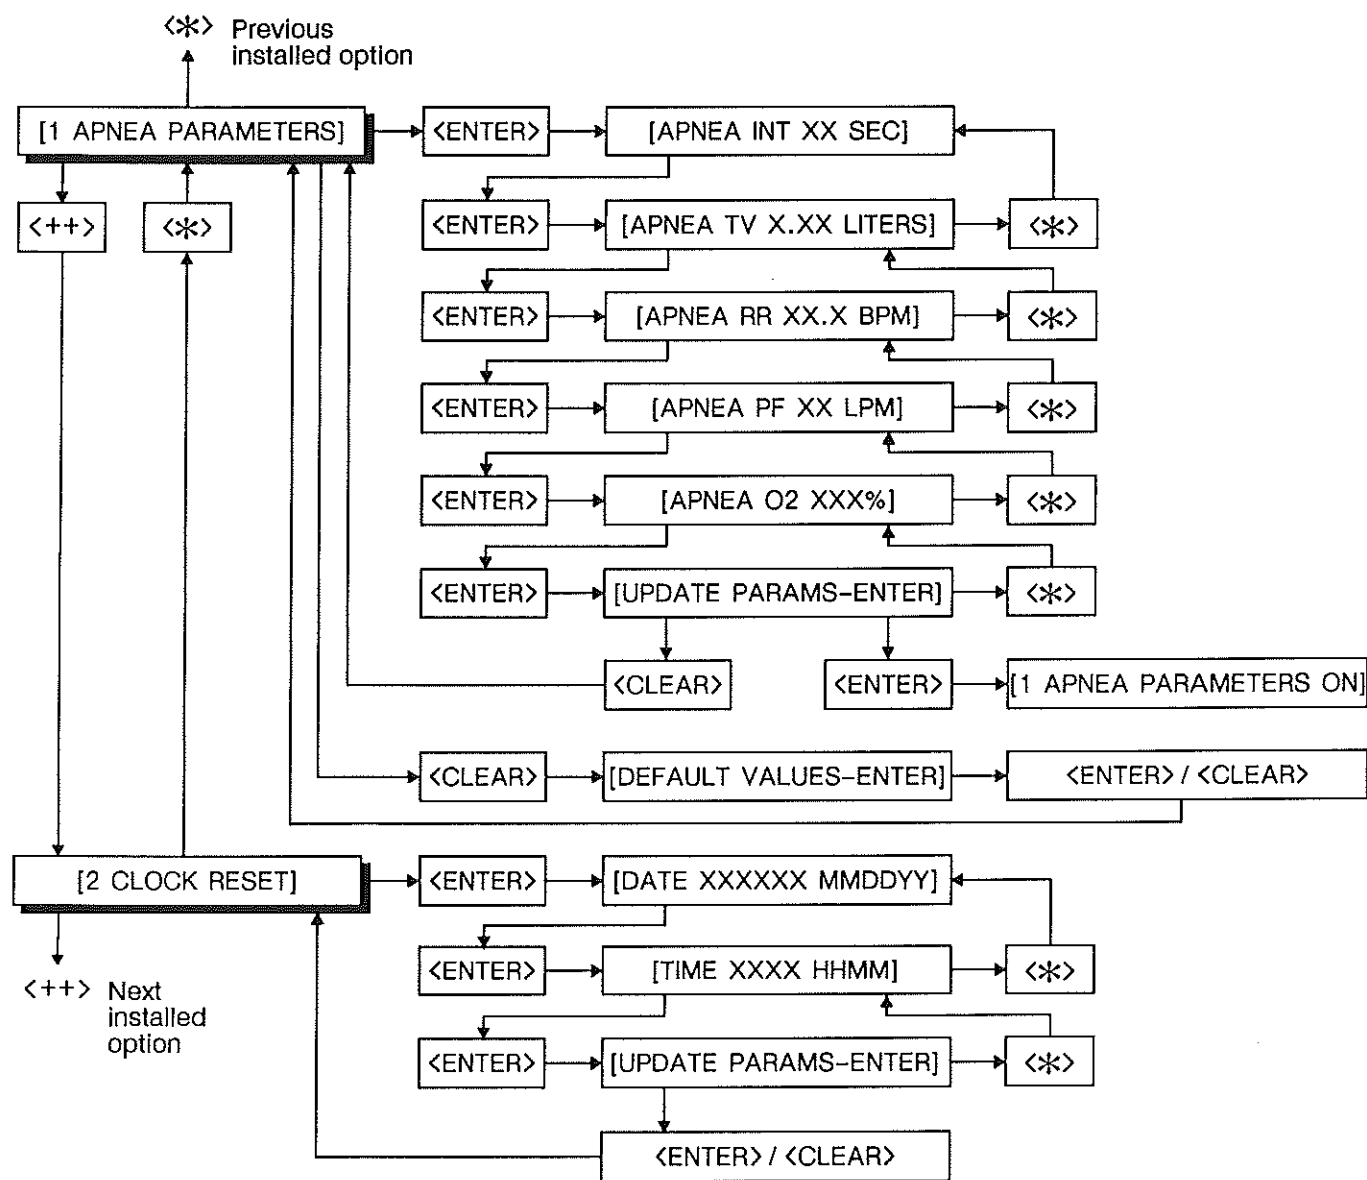 <*> Previous
installed option
[1 APNEA PARAMETERS] <ENTER> [APNEA INT XX SEC]
<++> <*> <ENTER> [APNEA TV X.XX LITERS] <*>
<ENTER> [APNEA RR XX.X BPM] <*>
<ENTER> [APNEA PF XX LPM] <*>
<ENTER> [APNEA O2 XXX%] <*>
<ENTER> [UPDATE PARAMS-ENTER] <*>
<CLEAR> <ENTER> [1 APNEA PARAMETERS ON]
<CLEAR> [DEFAULT VALUES-ENTER] <ENTER> / <CLEAR>
[2 CLOCK RESET] <ENTER> [DATE XXXXXX MMDDYY]
<ENTER> [TIME XXXX HHMM] <*>
<++> Next
installed
option
<ENTER> [UPDATE PARAMS-ENTER] <*>
<ENTER> / <CLEAR>